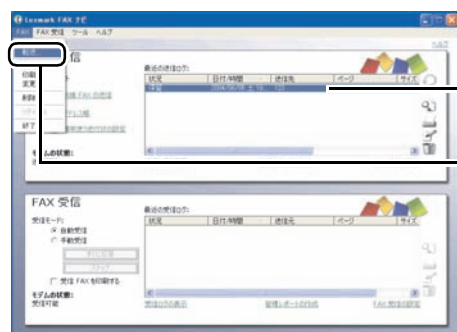 Lexmark FAX ナビ
FAX FAX 受信 ツール ヘルプ
ヘルプ
転送
印刷
変更
削除
終了
信
最近の送信ログ:
状況 日付/時間 送信先 ページ サイズ
保留 123
モデムの状態:
FAX 受信
最近の受信ログ:
受信モード:
状況 日付/時間 送信元 ページ サイズ
自動受信
手動受信
受信 FAX を印刷する
モデムの状態:
受信可能
受信ログの表示 管理レポートの作成 FAX 受信の設定